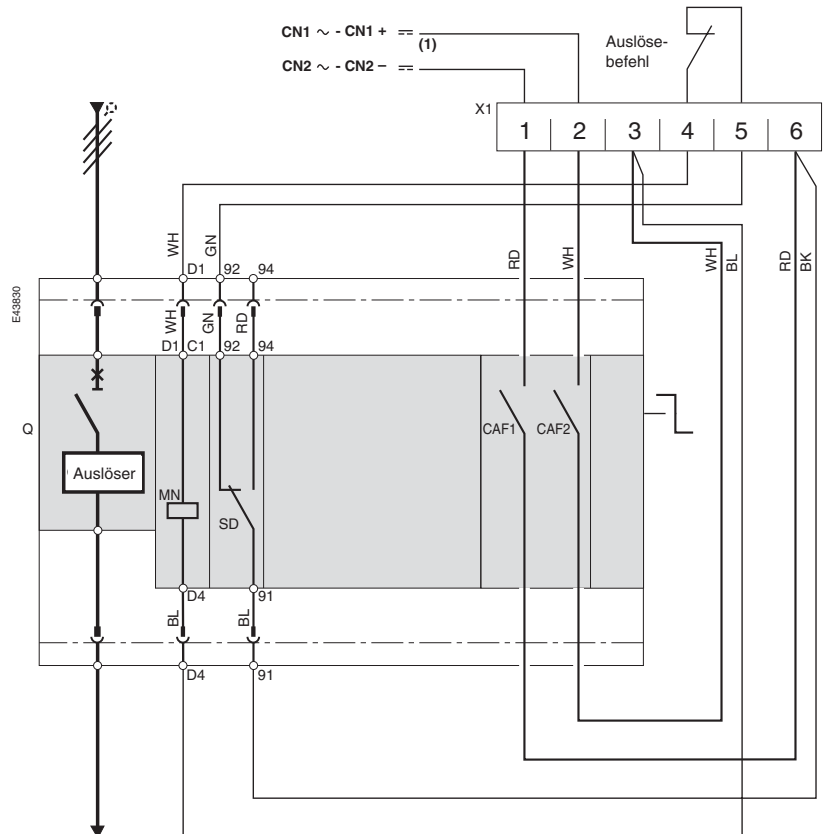 CN1 ~ - CN1 + ⎓
(1)
CN2 ~ - CN2 – ⎓
Auslöse-
befehl
X1
1 2 3 4 5 6
WH
GN
RD
WH
WH
BL
RD
BK
D1 92 94
E43830
WH
GN
RD
D1 C1 92 94
Q
CAF1 CAF2
Auslöser
MN
SD
D4 91
BL
BL
D4 91